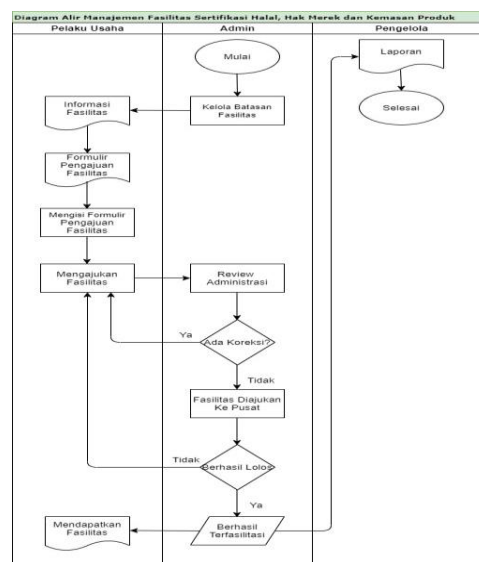 Diagram Alir Manajemen Fasilitas Sertifikasi Halal, Hak Merek dan Kemasan Produk
Pelaku Usaha
Admin
Pengelola
Mulai
Laporan
Informasi
Fasilitas
Kelola Batasan
Fasilitas
Selesai
Formulir
Pengajuan
Fasilitas
Mengisi Formulir
Pengajuan
Fasilitas
Mengajukan
Fasilitas
Review
Administrasi
Ya
Ada Koreksi?
Tidak
Fasilitas Diajukan
Ke Pusat
Tidak
Berhasil Lolos
Ya
Mendapatkan
Fasilitas
Berhasil
Terfasilitasi